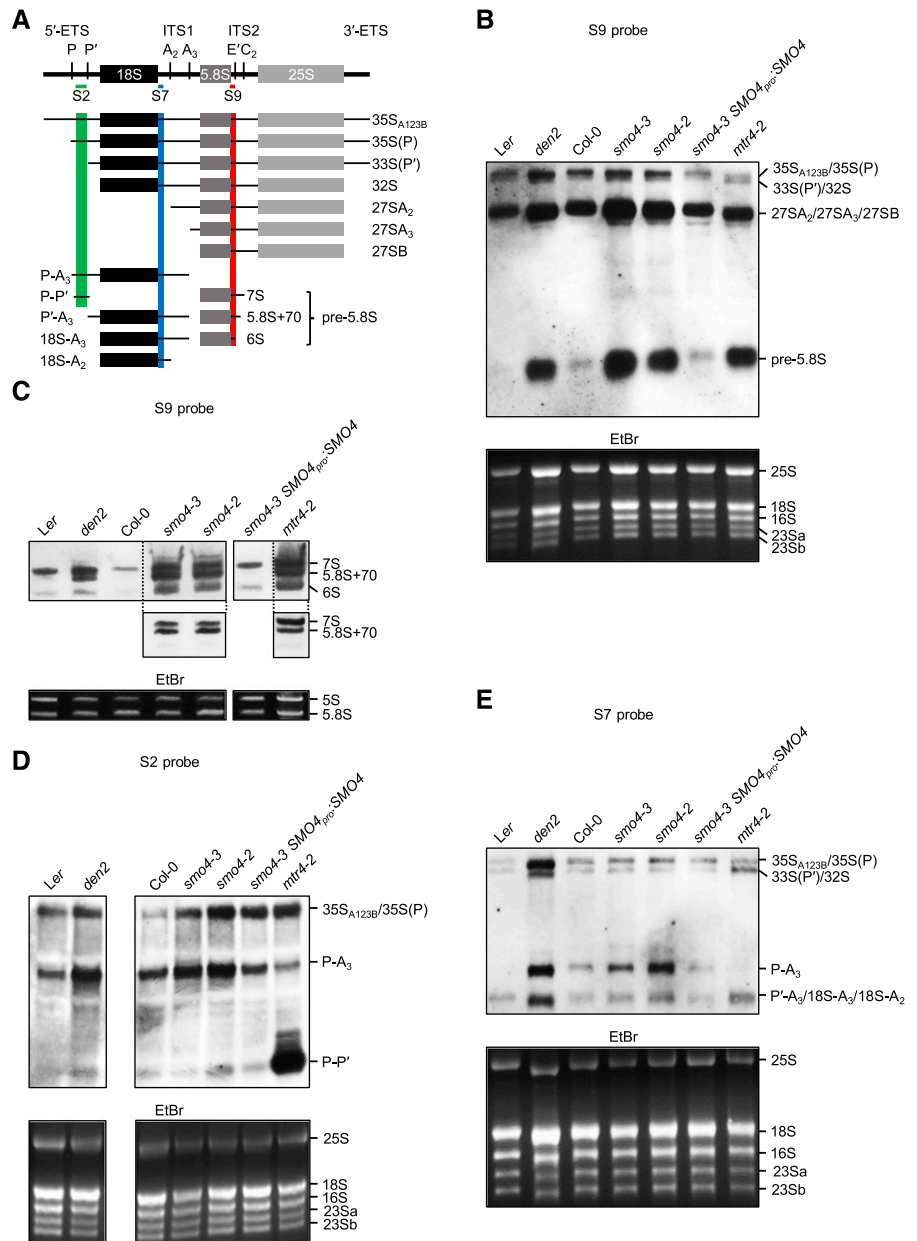 A
5′-ETS ITS1 ITS2 3′-ETS
P P′ A2 A3 E′ C2
18S 5.8S 25S
S2 S7 S9
35SA123B
35S(P)
33S(P′)
32S
27SA2
27SA3
27SB
P-A3
P-P′ 7S
P′-A3 5.8S+70 pre-5.8S
18S-A3 6S
18S-A2
B
S9 probe
Ler den2 Col-0 smo4-3 smo4-2 smo4-3 SMO4pro:SMO4 mtr4-2
35SA123B/35S(P)
33S(P′)/32S
27SA2/27SA3/27SB
pre-5.8S
EtBr
25S
18S
16S
23Sa
23Sb
C
S9 probe
Ler den2 Col-0 smo4-3 smo4-2 smo4-3 SMO4pro:SMO4 mtr4-2
7S
5.8S+70
6S
7S
5.8S+70
EtBr
5S
5.8S
D
S2 probe
Ler den2 Col-0 smo4-3 smo4-2 smo4-3 SMO4pro:SMO4 mtr4-2
35SA123B/35S(P)
P-A3
P-P′
EtBr
25S
18S
16S
23Sa
23Sb
E
S7 probe
Ler den2 Col-0 smo4-3 smo4-2 smo4-3 SMO4pro:SMO4 mtr4-2
35SA123B/35S(P)
33S(P′)/32S
P-A3
P′-A3/18S-A3/18S-A2
EtBr
25S
18S
16S
23Sa
23Sb